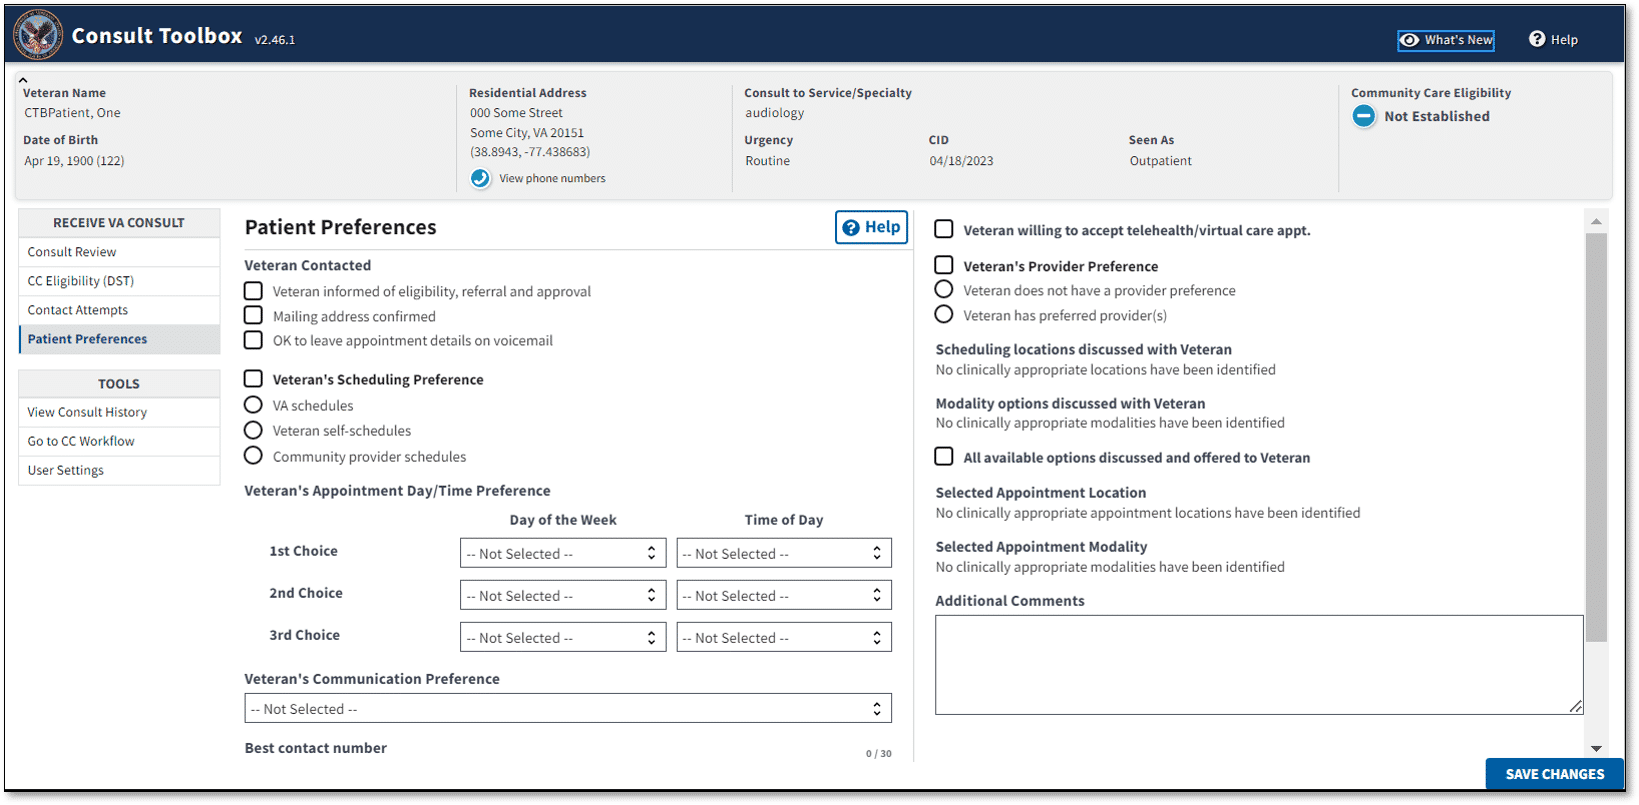 Consult Toolbox v2.46.1
What's New
Help
Veteran Name
CTBPatient, One
Date of Birth
Apr 19, 1900 (122)
Residential Address
000 Some Street
Some City, VA 20151
(38.8943, -77.438683)
View phone numbers
Consult to Service/Specialty
audiology
Urgency
Routine
CID
04/18/2023
Seen As
Outpatient
Community Care Eligibility
Not Established
RECEIVE VA CONSULT
Consult Review
CC Eligibility (DST)
Contact Attempts
Patient Preferences
TOOLS
View Consult History
Go to CC Workflow
User Settings
Patient Preferences
Help
Veteran Contacted
Veteran informed of eligibility, referral and approval
Mailing address confirmed
OK to leave appointment details on voicemail
Veteran's Scheduling Preference
VA schedules
Veteran self-schedules
Community provider schedules
Veteran's Appointment Day/Time Preference
Day of the Week Time of Day
1st Choice -- Not Selected -- -- Not Selected --
2nd Choice -- Not Selected -- -- Not Selected --
3rd Choice -- Not Selected -- -- Not Selected --
Veteran's Communication Preference
-- Not Selected --
Best contact number 0 / 30
Veteran willing to accept telehealth/virtual care appt.
Veteran's Provider Preference
Veteran does not have a provider preference
Veteran has preferred provider(s)
Scheduling locations discussed with Veteran
No clinically appropriate locations have been identified
Modality options discussed with Veteran
No clinically appropriate modalities have been identified
All available options discussed and offered to Veteran
Selected Appointment Location
No clinically appropriate appointment locations have been identified
Selected Appointment Modality
No clinically appropriate modalities have been identified
Additional Comments
SAVE CHANGES